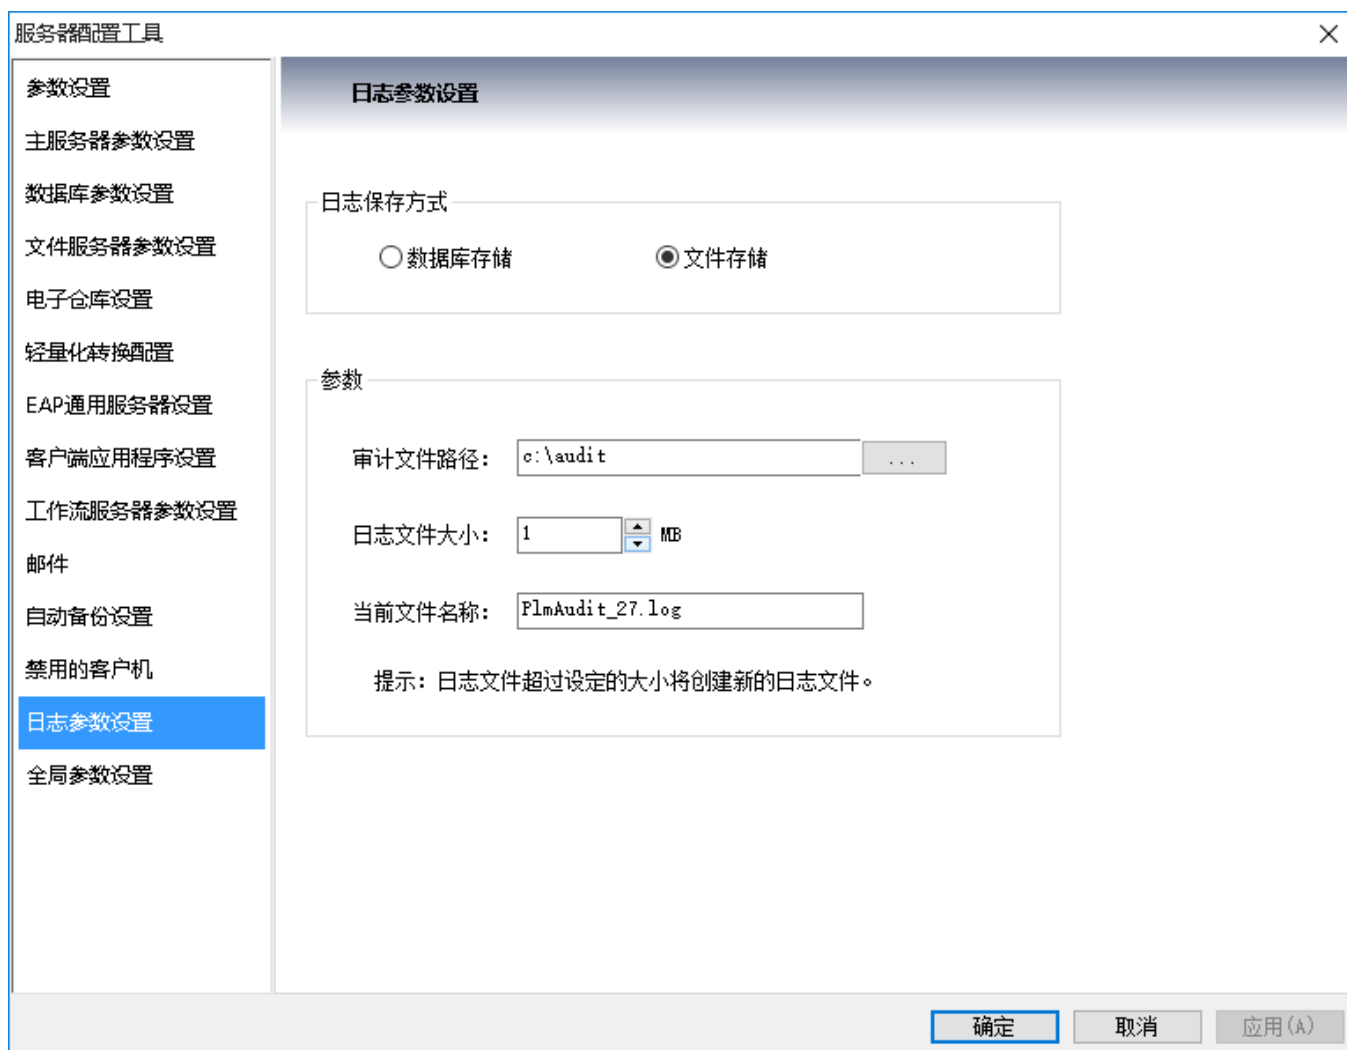 服务器配置工具
参数设置
主服务器参数设置
数据库参数设置
文件服务器参数设置
电子仓库设置
轻量化转换配置
EAP通用服务器设置
客户端应用程序设置
工作流服务器参数设置
邮件
自动备份设置
禁用的客户机
日志参数设置
全局参数设置
日志参数设置
日志保存方式
数据库存储 文件存储
参数
审计文件路径： c:\audit ...
日志文件大小： 1 MB
当前文件名称： PlmAudit_27.log
提示：日志文件超过设定的大小将创建新的日志文件。
确定 取消 应用(A)